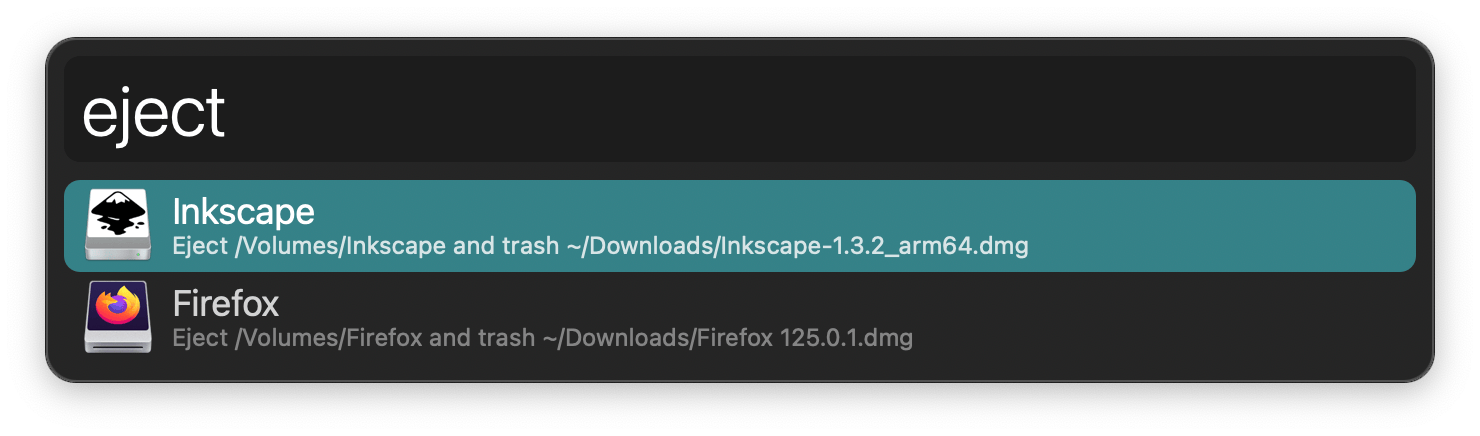 eject
Inkscape
Eject /Volumes/Inkscape and trash ~/Downloads/Inkscape-1.3.2_arm64.dmg
Firefox
Eject /Volumes/Firefox and trash ~/Downloads/Firefox 125.0.1.dmg